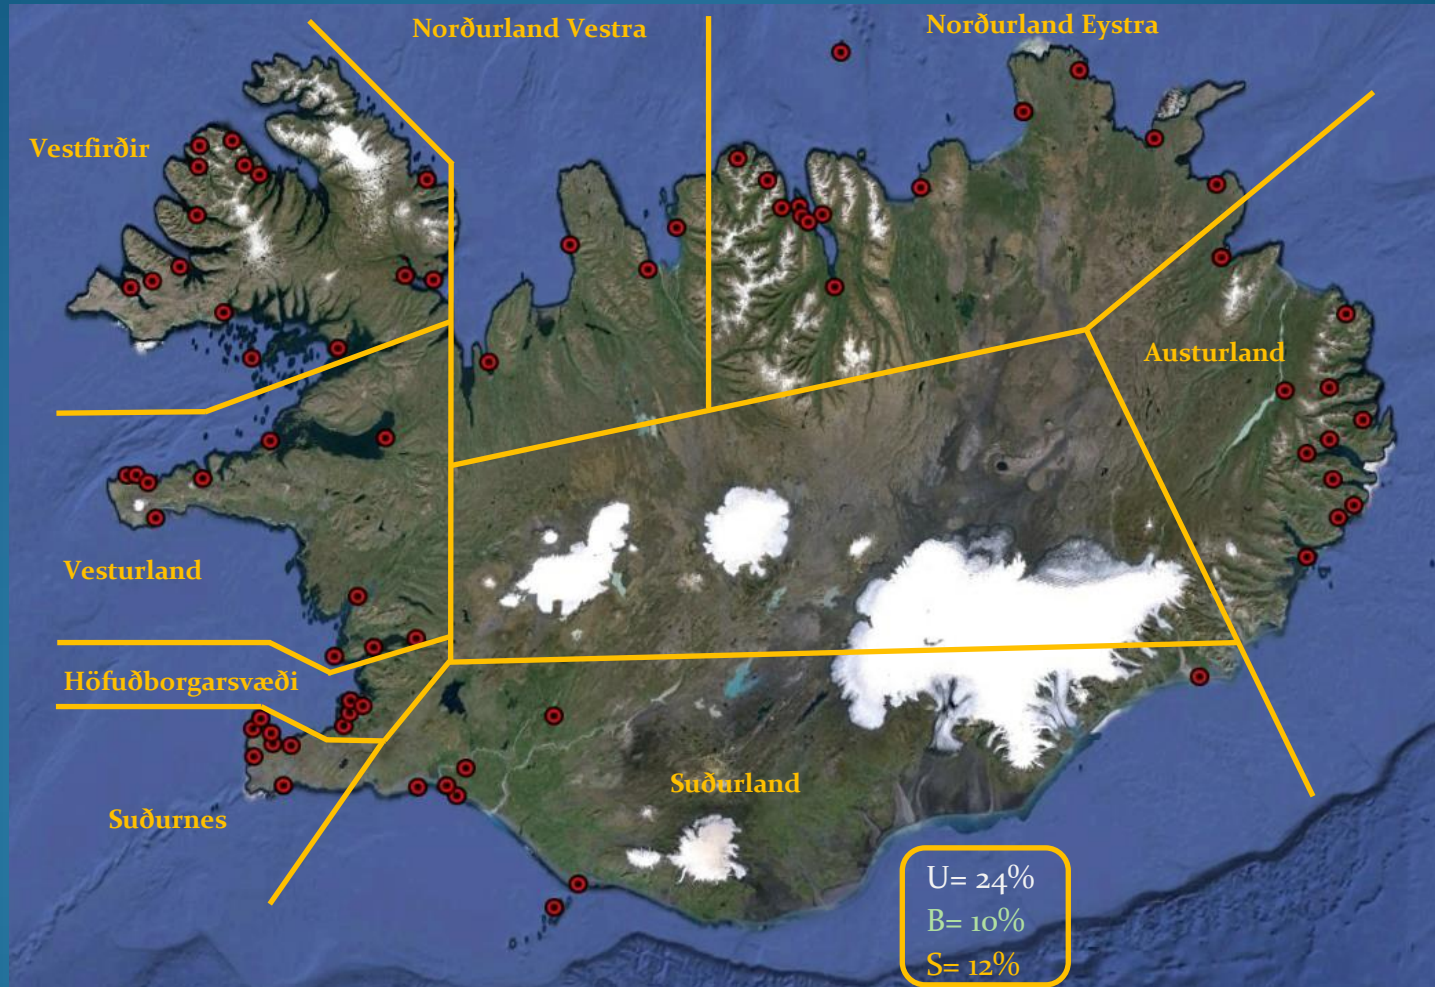 Norðurland Vestra
Norðurland Eystra
Vestfirðir
Austurland
Vesturland
Höfuðborgarsvæði
Suðurland
Suðurnes
U= 24%
B= 10%
S= 12%